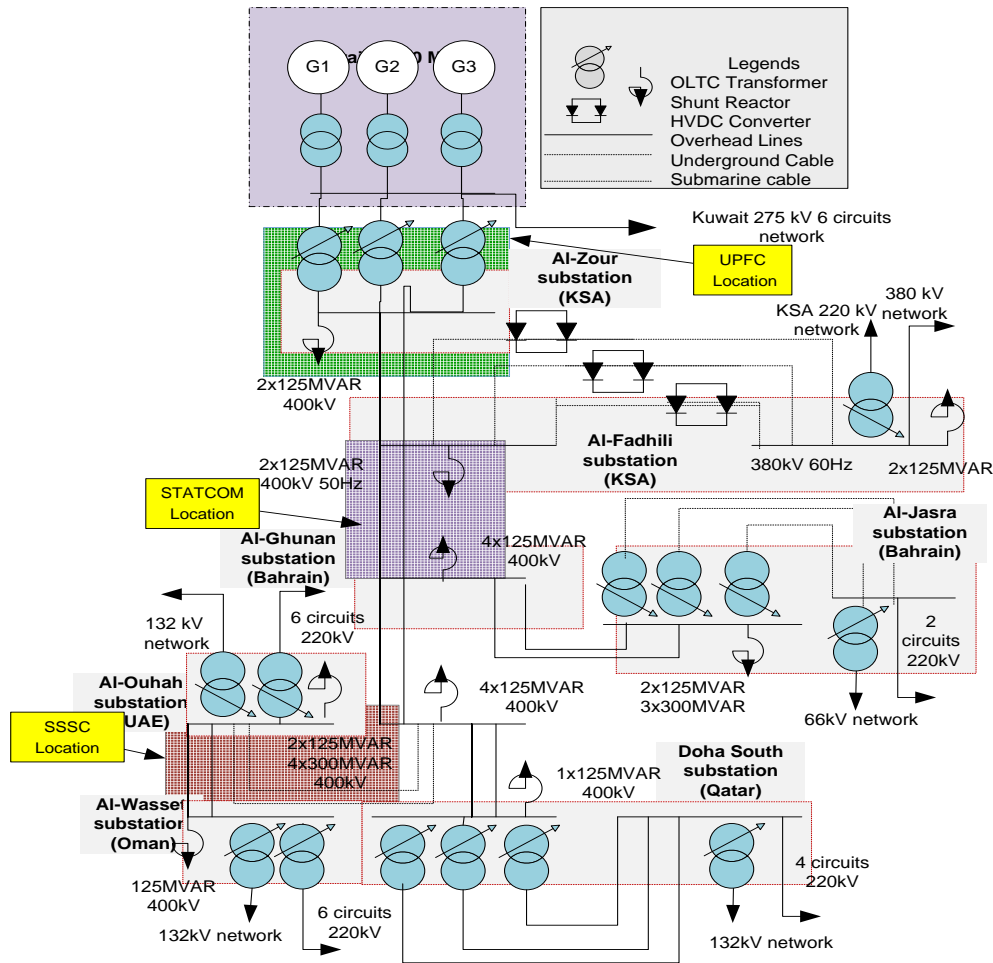 G1
G2
G3
Legends
OLTC Transformer
Shunt Reactor
HVDC Converter
Overhead Lines
Underground Cable
Submarine cable
Kuwait 275 kV 6 circuits
network
UPFC
Location
Al-Zour
substation
(KSA)
380 kV
network
KSA 220 kV
network
2x125MVAR
400kV
Al-Fadhili
substation
(KSA)
380kV 60Hz
2x125MVAR
2x125MVAR
400kV 50Hz
STATCOM
Location
Al-Ghunan
substation
(Bahrain)
4x125MVAR
400kV
Al-Jasra
substation
(Bahrain)
132 kV
network
6 circuits
220kV
2
circuits
220kV
Al-Ouhah
substation
UAE)
4x125MVAR
400kV
2x125MVAR
3x300MVAR
66kV network
SSSC
Location
2x125MVAR
4x300MVAR
400kV
1x125MVAR
400kV
Doha South
substation
(Qatar)
Al-Wasset
substation
(Oman)
125MVAR
400kV
4 circuits
220kV
6 circuits
220kV
132kV network
132kV network